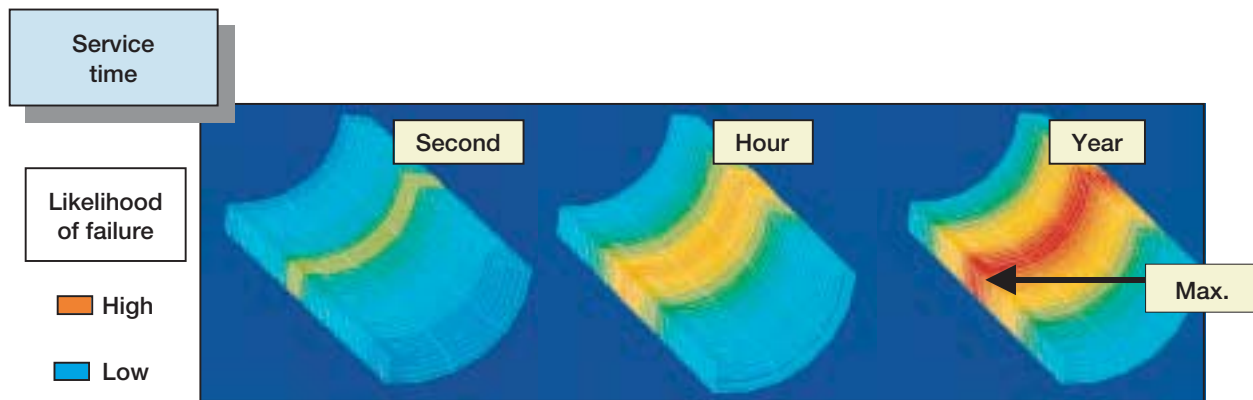 Service
time
Second
Hour
Year
Likelihood
of failure
Max.
High
Low